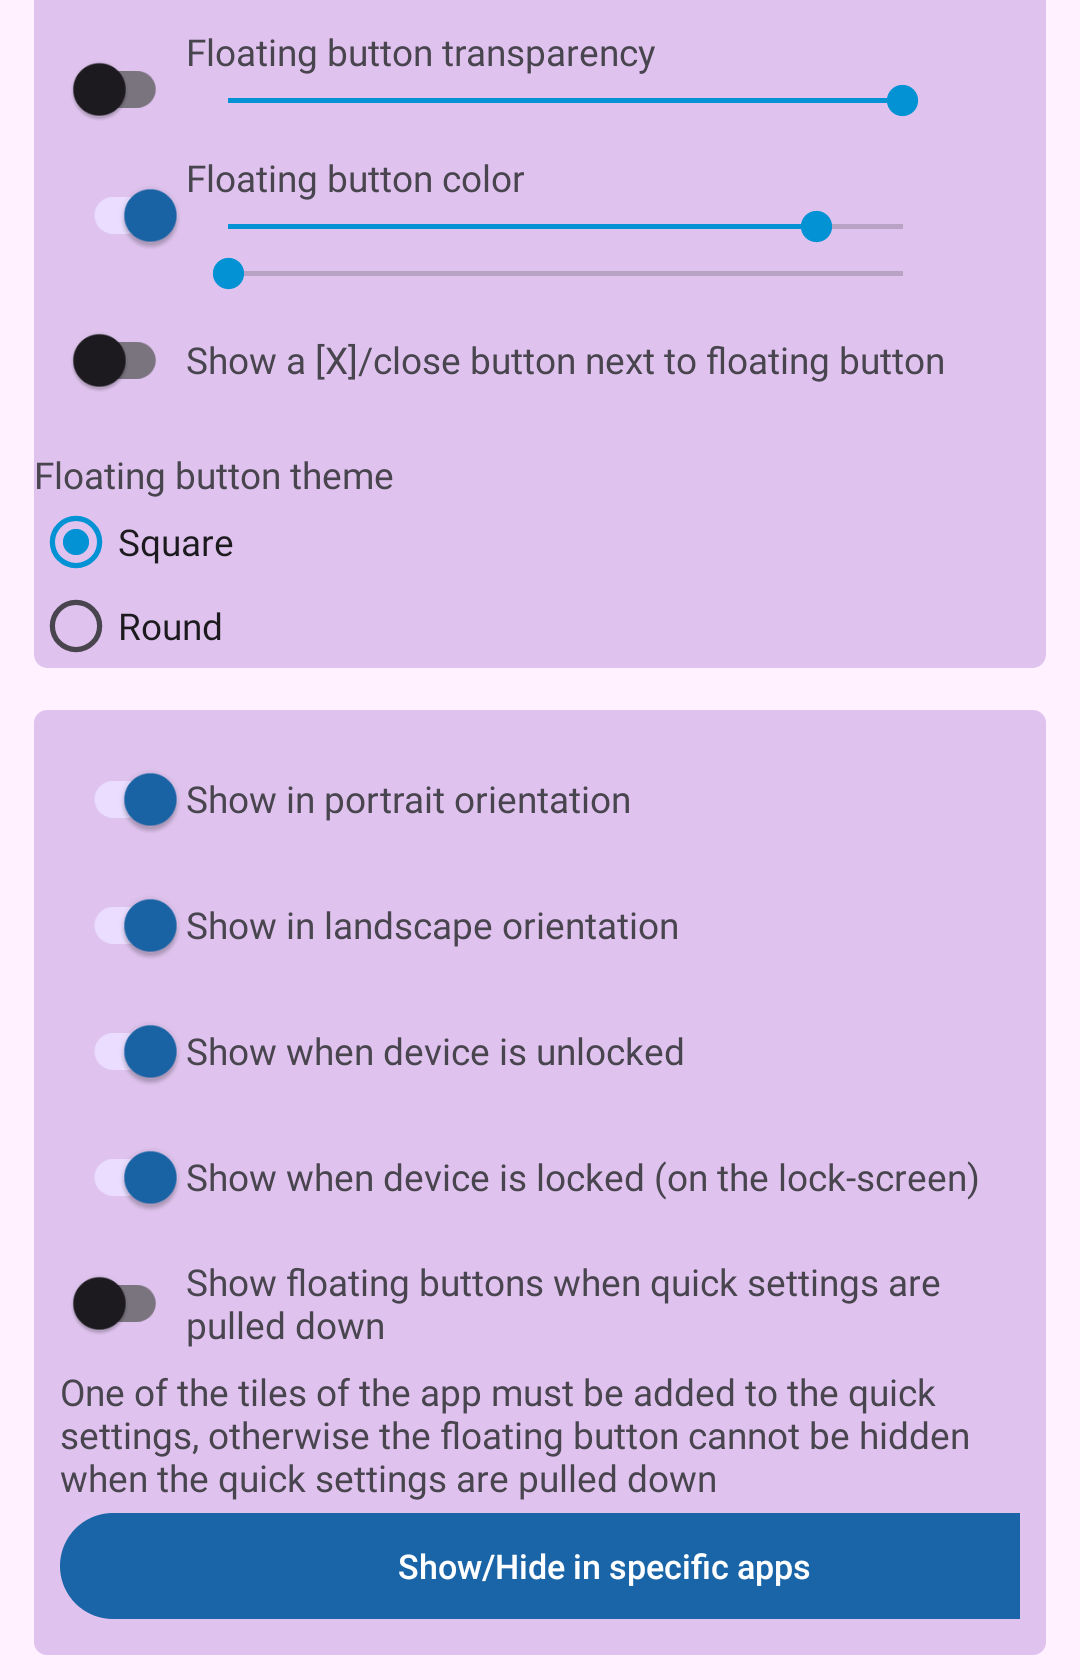 Floating button transparency
Floating button color
Show a [X]/close button next to floating button
Floating button theme
Square
Round
Show in portrait orientation
Show in landscape orientation
Show when device is unlocked
Show when device is locked (on the lock-screen)
Show floating buttons when quick settings are
pulled down
One of the tiles of the app must be added to the quick
settings, otherwise the floating button cannot be hidden
when the quick settings are pulled down
Show/Hide in specific apps